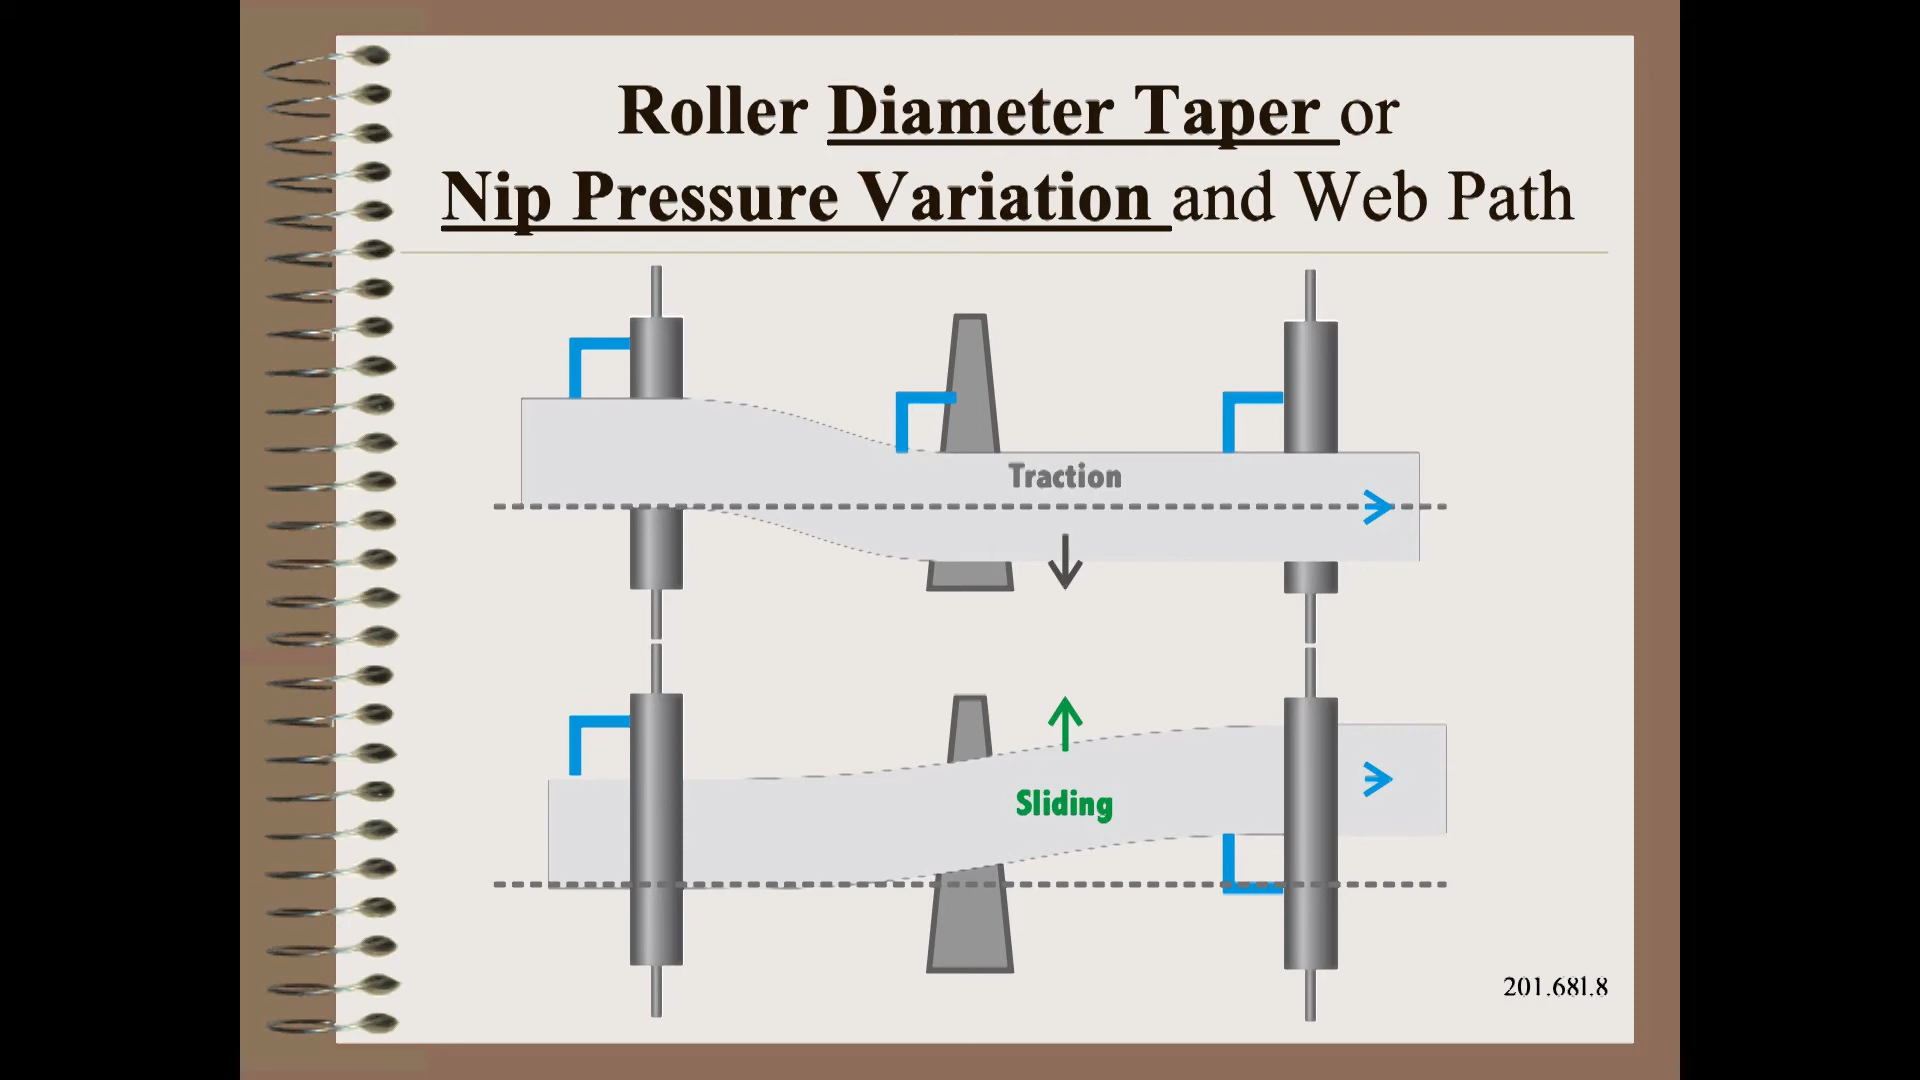 Roller Diameter Taper or
Nip Pressure Variation and Web Path
Traction
Sliding
201.681.8